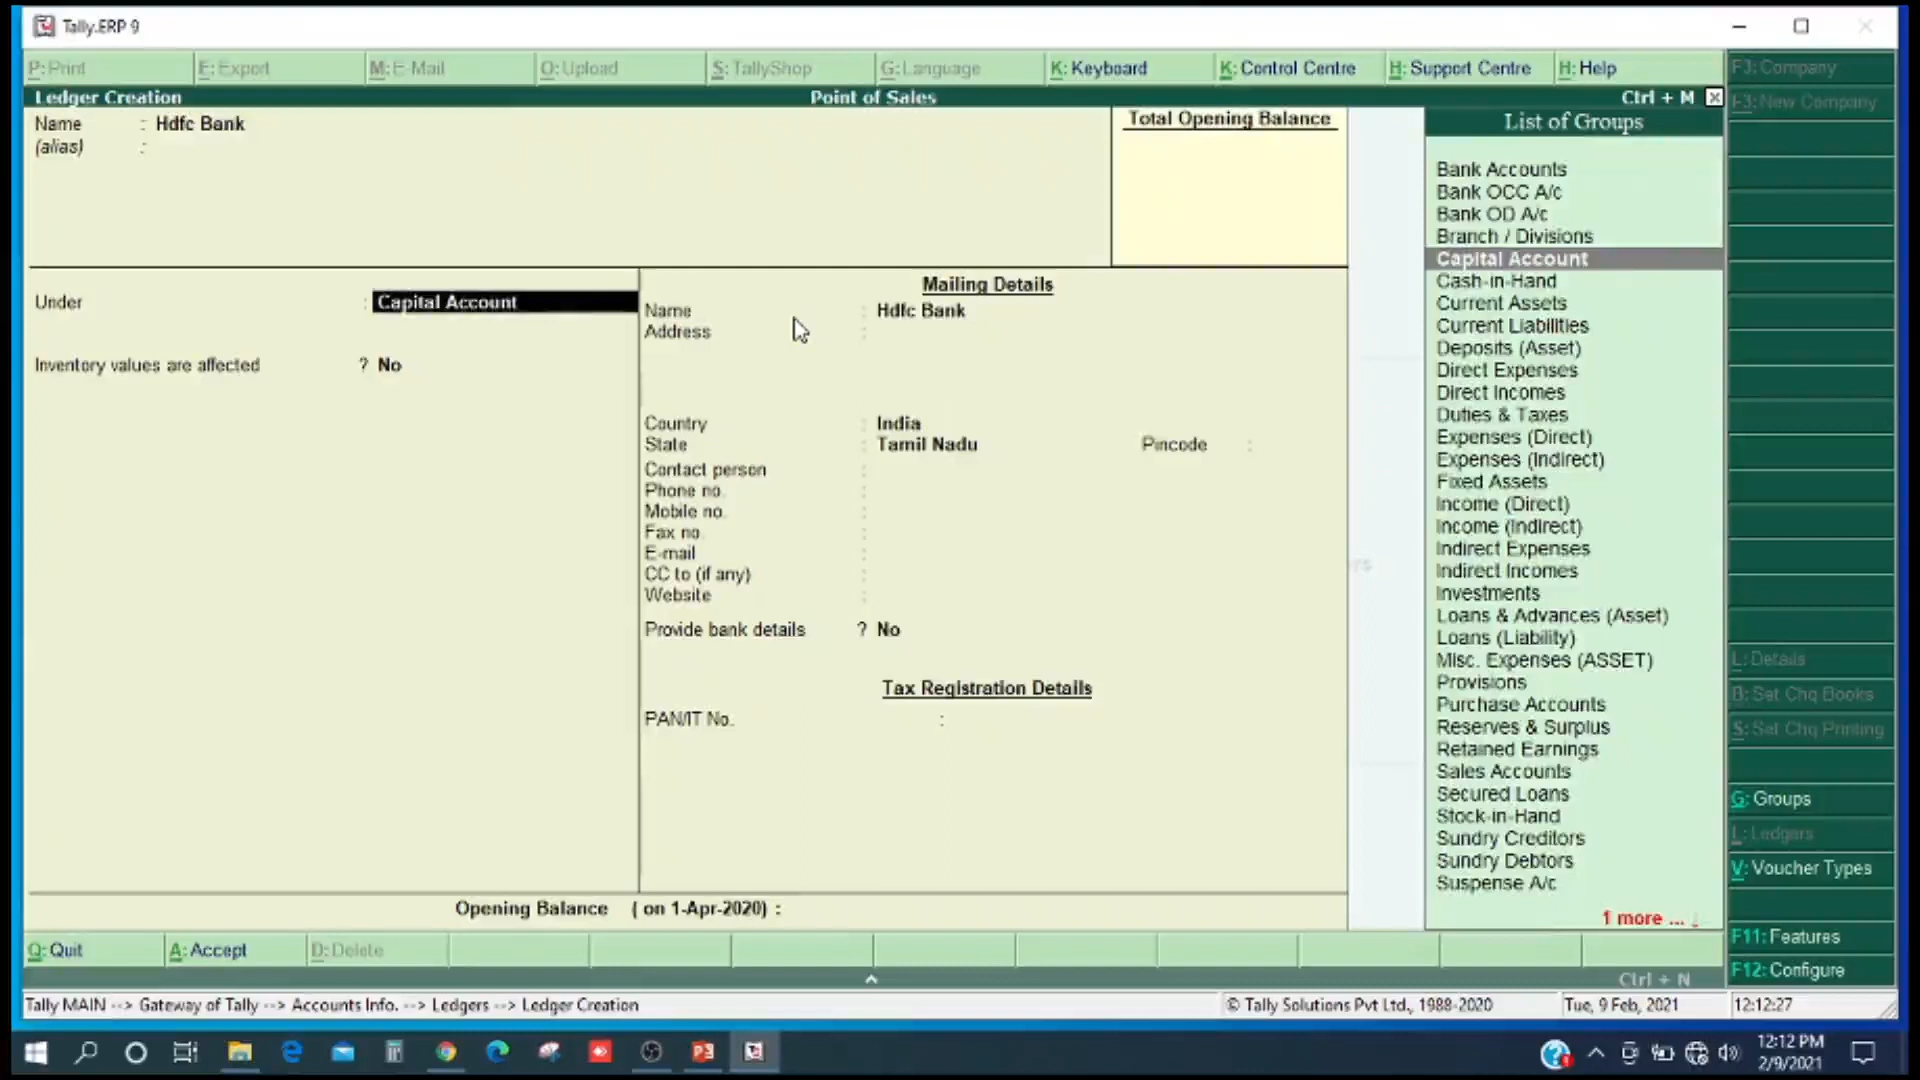 Tally.ERP 9
P: Print E: Export M: E-Mail O: Upload S: TallyShop G: Language K: Keyboard K: Control Centre H: Support Centre H: Help
F3: Company
Ledger Creation Point of Sales Ctrl + M
F3: New Company
Name : Hdfc Bank
(alias) :
Total Opening Balance
List of Groups
Bank Accounts
Bank OCC A/c
Bank OD A/c
Branch / Divisions
Capital Account
Cash-in-Hand
Current Assets
Current Liabilities
Deposits (Asset)
Direct Expenses
Direct Incomes
Duties & Taxes
Expenses (Direct)
Expenses (Indirect)
Fixed Assets
Income (Direct)
Income (Indirect)
Indirect Expenses
Indirect Incomes
Investments
Loans & Advances (Asset)
Loans (Liability)
Misc. Expenses (ASSET)
Provisions
Purchase Accounts
Reserves & Surplus
Retained Earnings
Sales Accounts
Secured Loans
Stock-in-Hand
Sundry Creditors
Sundry Debtors
Suspense A/c
1 more ... ↓
Under : Capital Account
Inventory values are affected ? No
Mailing Details
Name : Hdfc Bank
Address :
Country : India
State : Tamil Nadu Pincode :
Contact person :
Phone no. :
Mobile no. :
Fax no. :
E-mail :
CC to (if any) :
Website :
Provide bank details ? No
Tax Registration Details
PAN/IT No. :
Opening Balance ( on 1-Apr-2020) :
L: Details
B: Set Chq Books
S: Set Chq Printing
G: Groups
L: Ledgers
V: Voucher Types
F11: Features
F12: Configure
Q: Quit A: Accept D: Delete
Ctrl + N
Tally MAIN --> Gateway of Tally --> Accounts Info. --> Ledgers --> Ledger Creation © Tally Solutions Pvt Ltd., 1988-2020 Tue, 9 Feb, 2021 12:12:27
12:12 PM
2/9/2021